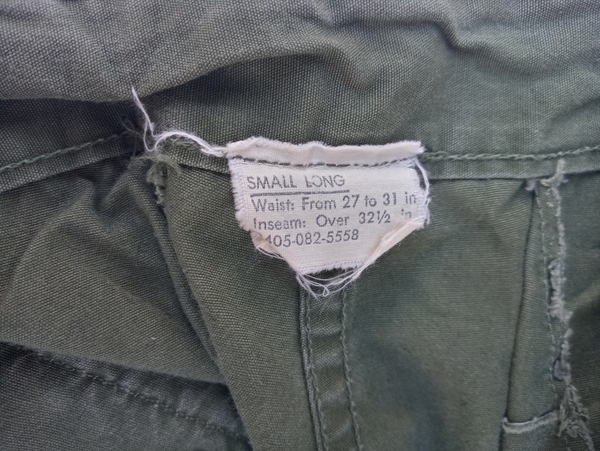 SMALL LONG
Waist: From 27 to 31 in
Inseam: Over 32½ in
405-082-5558